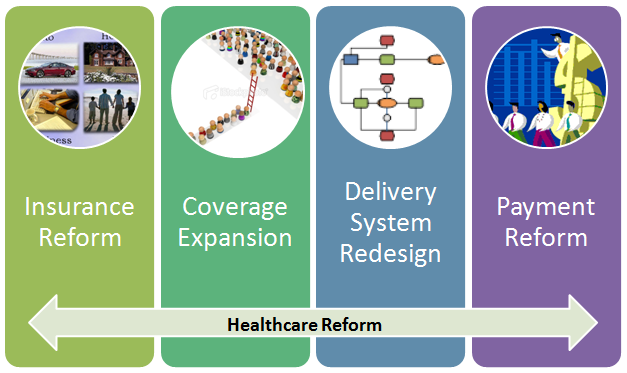 Insurance
Reform
Coverage
Expansion
Delivery
System
Redesign
Payment
Reform
Healthcare Reform